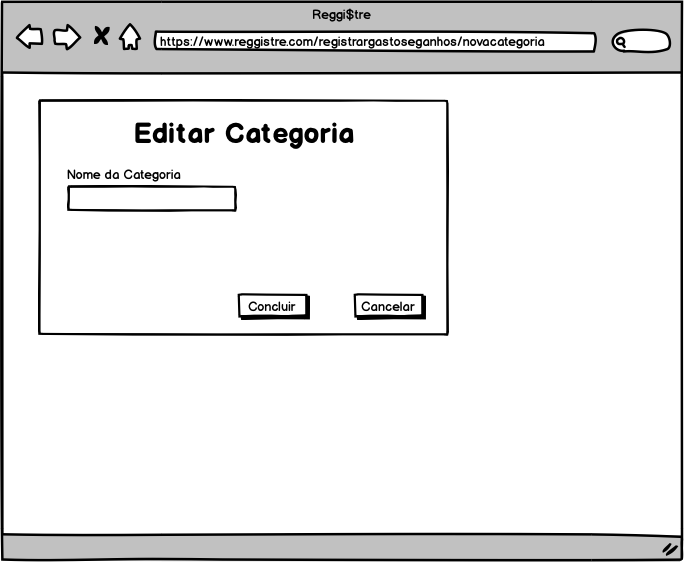 Reggi$tre
https://www.reggistre.com/registrargastoseganhos/novacategoria
Editar Categoria
Nome da Categoria
Concluir
Cancelar